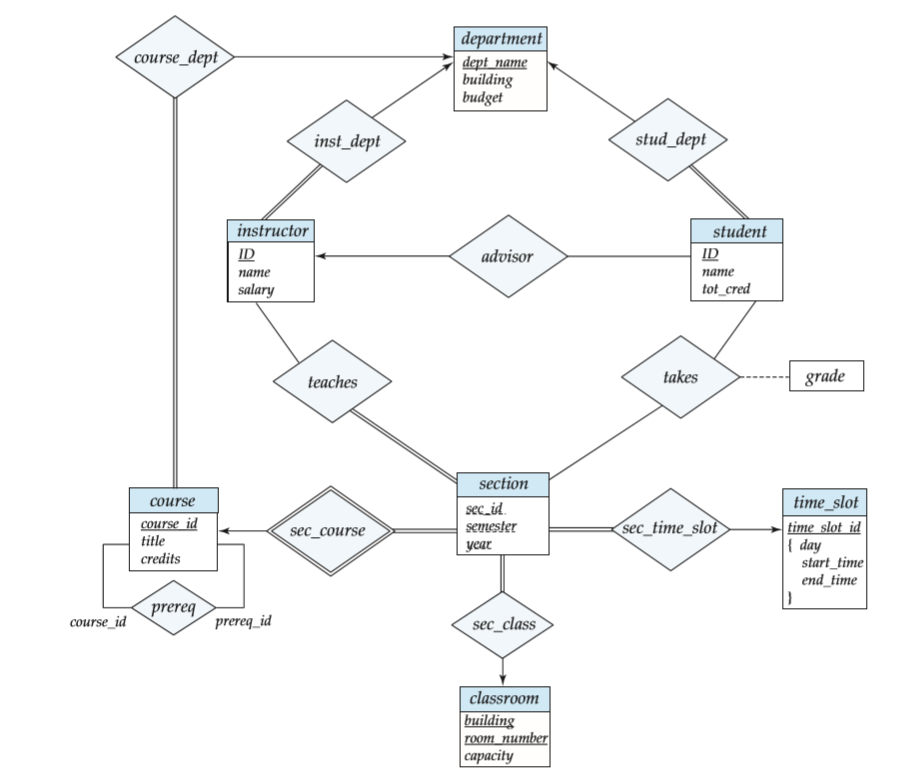 course_dept
department
dept_name
building
budget
inst_dept
stud_dept
instructor
ID
name
salary
advisor
student
ID
name
tot_cred
teaches
takes
grade
course
course_id
title
credits
sec_course
section
sec_id
semester
year
sec_time_slot
time_slot
time_slot_id
{ day
start_time
end_time
}
course_id
prereq
prereq_id
sec_class
classroom
building
room_number
capacity